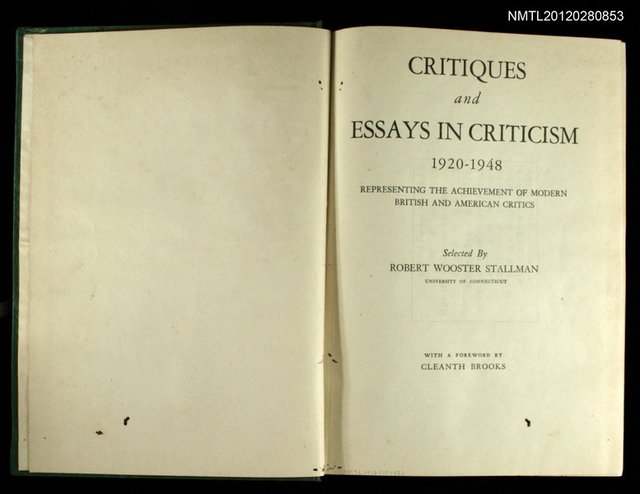 NMTL20120280853
CRITIQUES
and
ESSAYS IN CRITICISM
1920-1948
REPRESENTING THE ACHIEVEMENT OF MODERN
BRITISH AND AMERICAN CRITICS
Selected By
ROBERT WOOSTER STALLMAN
UNIVERSITY OF CONNECTICUT
WITH A FOREWORD BY
CLEANTH BROOKS